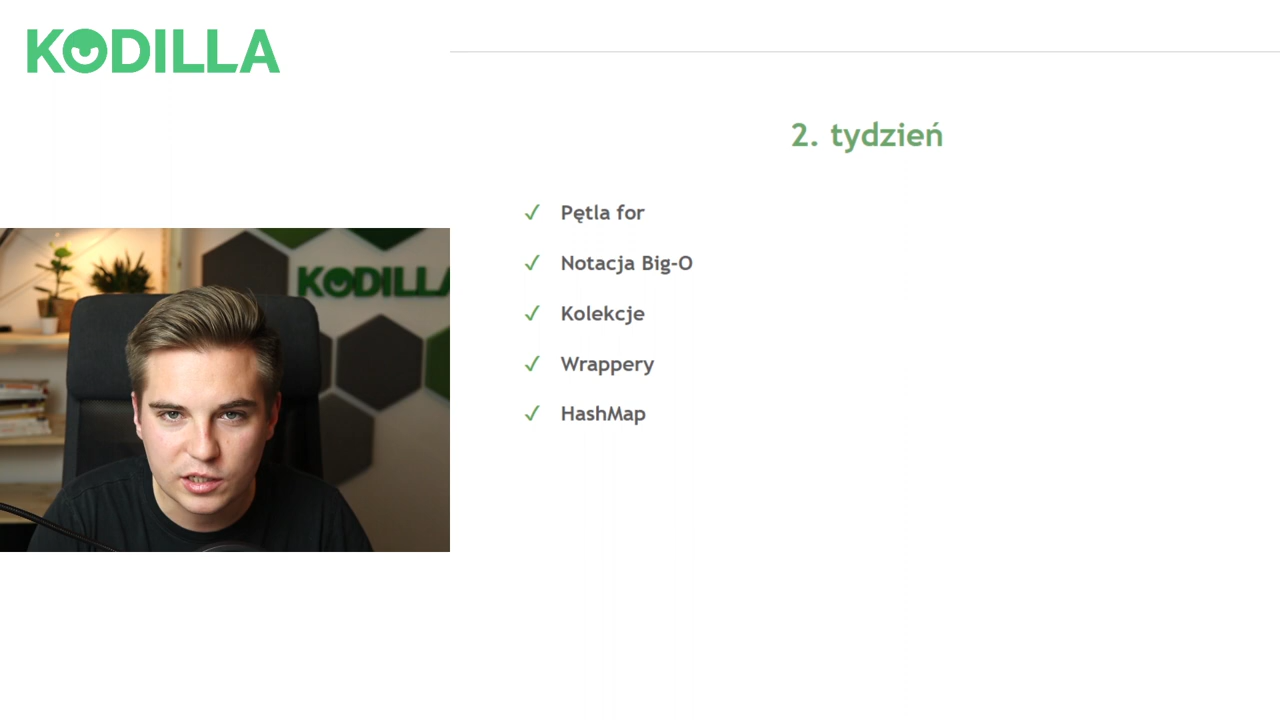 KODILLA
2. tydzień
✓ Pętla for
✓ Notacja Big-O
✓ Kolekcje
✓ Wrappery
✓ HashMap
KODILLA